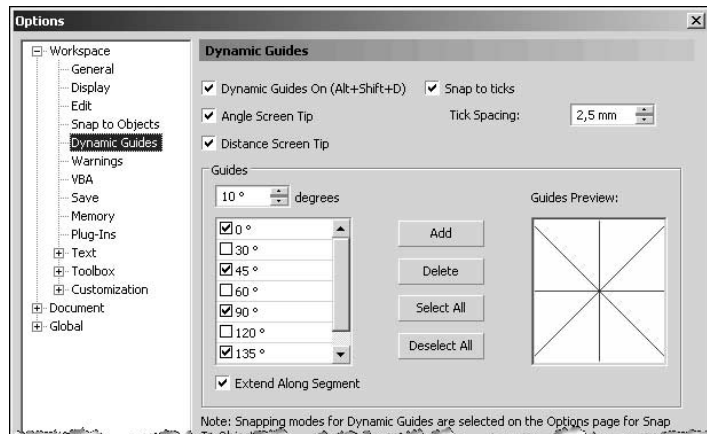 Options
Workspace
General
Display
Edit
Snap to Objects
Dynamic Guides
Warnings
VBA
Save
Memory
Plug-Ins
Text
Toolbox
Customization
Document
Global
Dynamic Guides
Dynamic Guides On (Alt+Shift+D)
Snap to ticks
Angle Screen Tip
Tick Spacing:
2,5 mm
Distance Screen Tip
Guides
10 °
degrees
Guides Preview:
0 °
30 °
45 °
60 °
90 °
120 °
135 °
Add
Delete
Select All
Deselect All
Extend Along Segment
Note: Snapping modes for Dynamic Guides are selected on the Options page for Snap